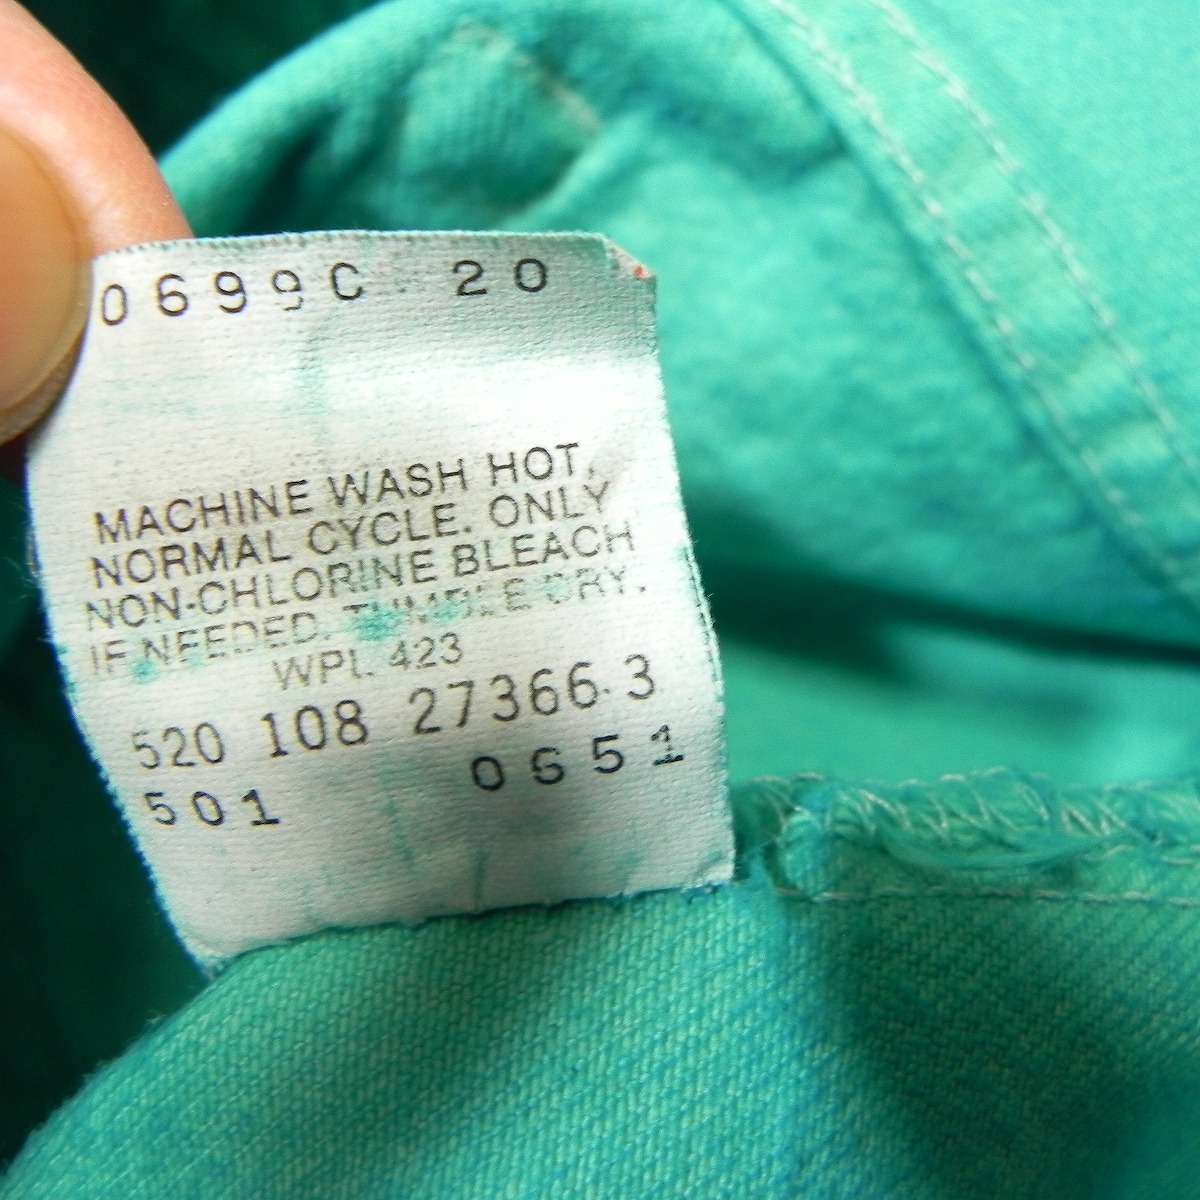 0699C 20
MACHINE WASH HOT,
NORMAL CYCLE. ONLY
NON-CHLORINE BLEACH
IF NEEDED. TUMBLE DRY.
WPL 423
520 108 27366 3
501 0651